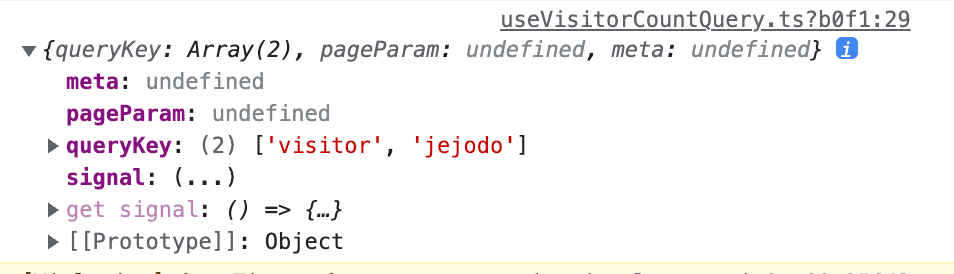 useVisitorCountQuery.ts?b0f1:29
{queryKey: Array(2), pageParam: undefined, meta: undefined} i
meta: undefined
pageParam: undefined
queryKey: (2) ['visitor', 'jejodo']
signal: (...)
get signal: () => {…}
[[Prototype]]: Object